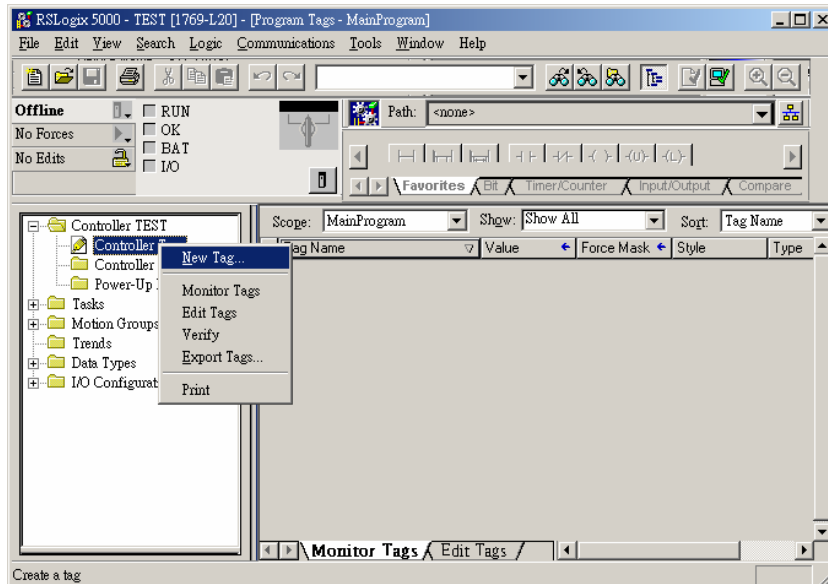 RSLogix 5000 - TEST [1769-L20] - [Program Tags - MainProgram]
File Edit View Search Logic Communications Tools Window Help
Offline
RUN
No Forces
OK
No Edits
BAT
I/O
Path: <none>
Favorites Bit Timer/Counter Input/Output Compare
Controller TEST
Controller
Controller
Power-Up
Tasks
Motion Groups
Trends
Data Types
I/O Configurat
New Tag...
Monitor Tags
Edit Tags
Verify
Export Tags...
Print
Scope: MainProgram Show: Show All Sort: Tag Name
Tag Name Value Force Mask Style Type
Monitor Tags Edit Tags
Create a tag